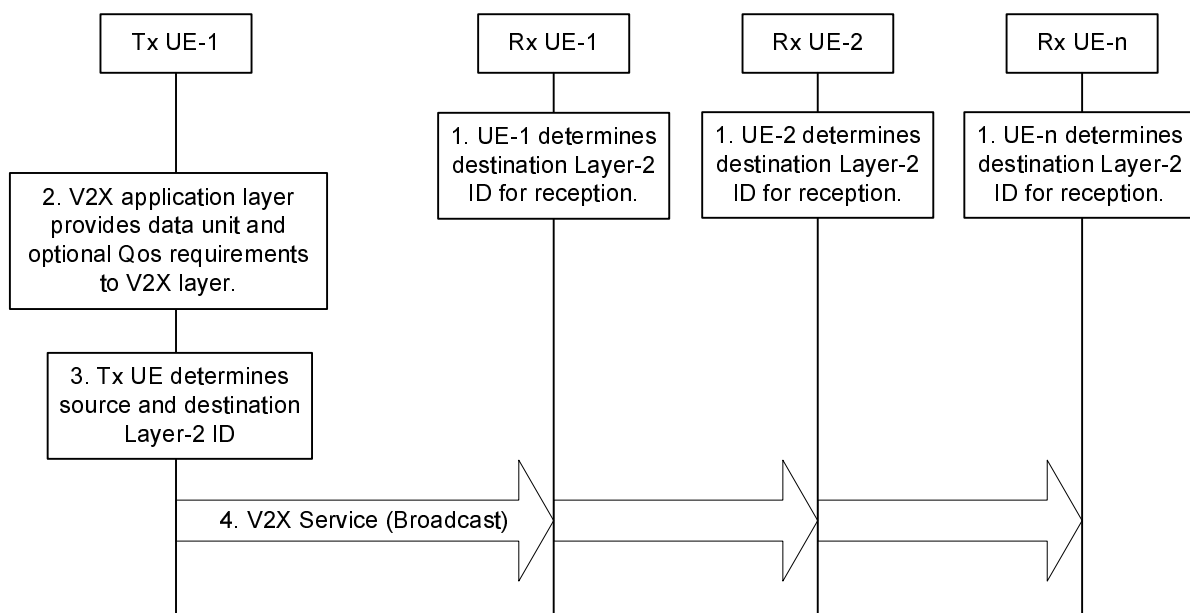 Tx UE-1
Rx UE-1
Rx UE-2
Rx UE-n
1. UE-1 determines
destination Layer-2
ID for reception.
1. UE-2 determines
destination Layer-2
ID for reception.
1. UE-n determines
destination Layer-2
ID for reception.
2. V2X application layer
provides data unit and
optional Qos requirements
to V2X layer.
3. Tx UE determines
source and destination
Layer-2 ID
4. V2X Service (Broadcast)